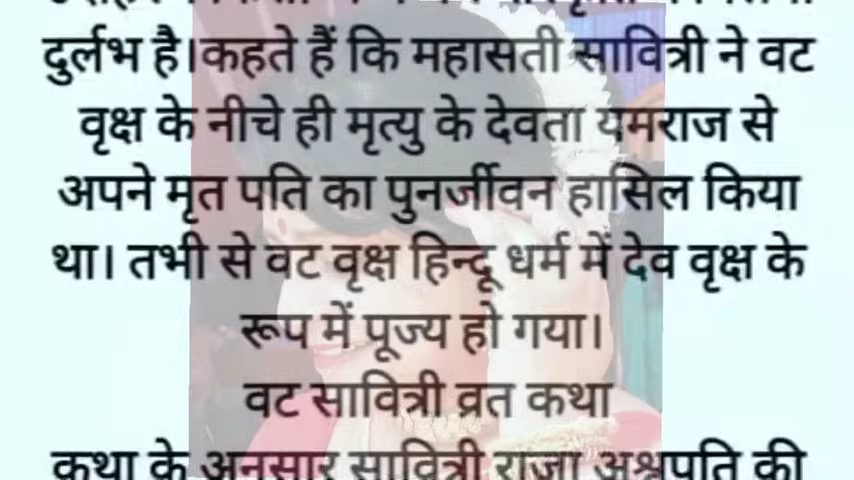 दुर्लभ है।कहते हैं कि महासती सावित्री ने वट
वृक्ष के नीचे ही मृत्यु के देवता यमराज से
अपने मृत पति का पुनर्जीवन हासिल किया
था। तभी से वट वृक्ष हिन्दू धर्म में देव वृक्ष के
रूप में पूज्य हो गया।
वट सावित्री व्रत कथा
कथा के अनुसार सावित्री राजा अश्वपति की